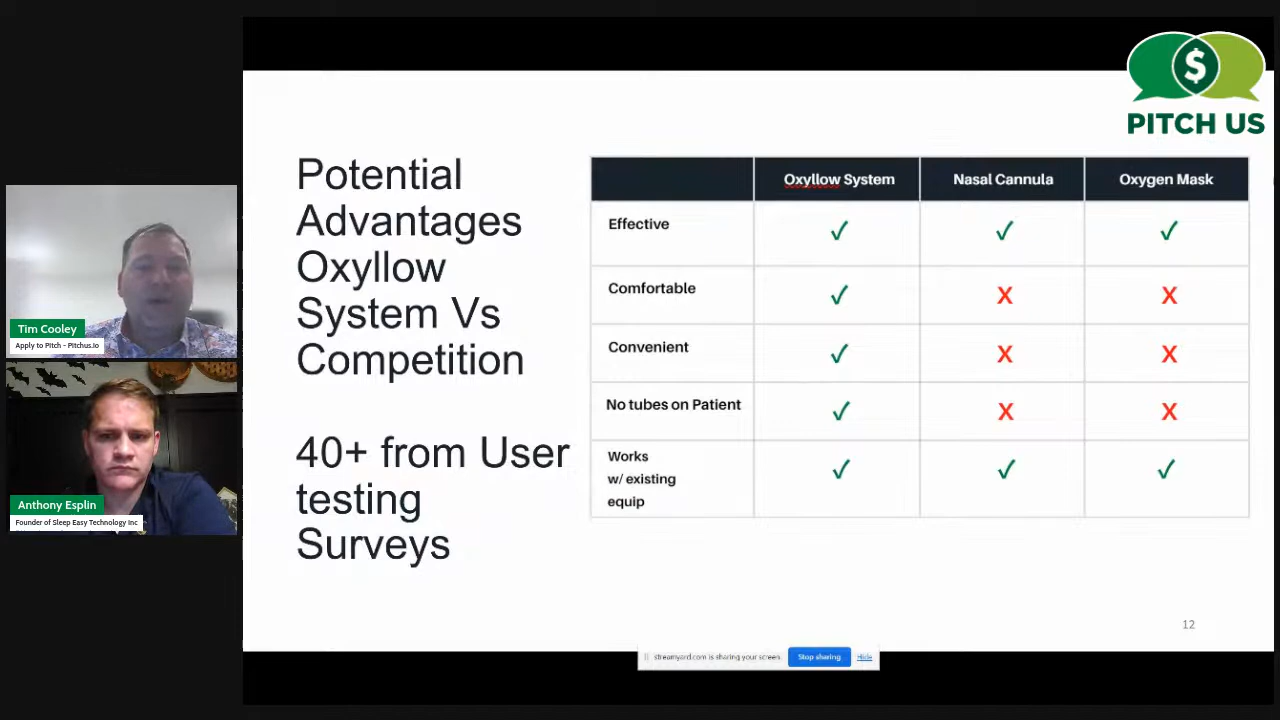 PITCH US
Potential
Advantages
Oxyllow
System Vs
Competition
40+ from User
testing
Surveys
Oxyllow System Nasal Cannula Oxygen Mask
Effective ✓ ✓ ✓
Comfortable ✓ X X
Convenient ✓ X X
No tubes on Patient ✓ X X
Works
w/ existing ✓ ✓ ✓
equip
12
Tim Cooley
Apply to Pitch - Pitchus.io
Anthony Esplin
Founder of Sleep Easy Technology Inc
streamyard.com is sharing your screen. Stop sharing Hide